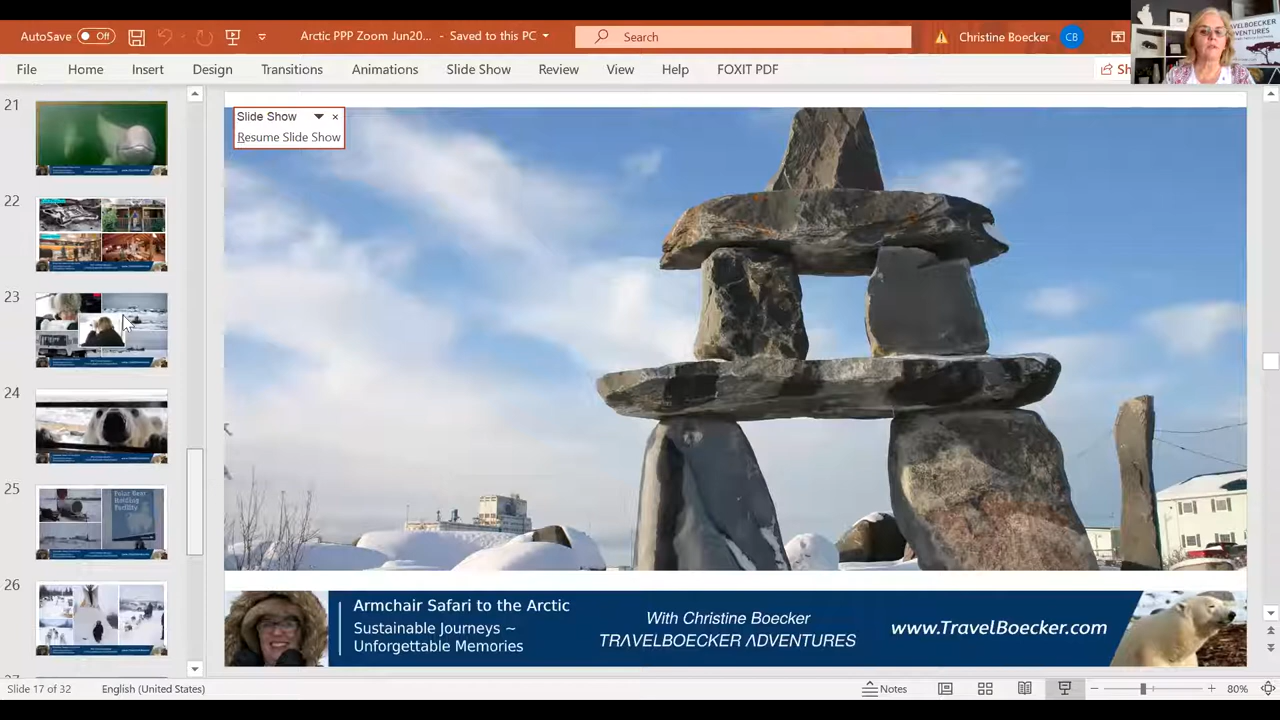 AutoSave Off
Arctic PPP Zoom Jun20... - Saved to this PC
Search
Christine Boecker CB
TRAVELBOECKER
File Home Insert Design Transitions Animations Slide Show Review View Help FOXIT PDF
Slide Show
Resume Slide Show
21
22
23
24
25
Polar Bear
Holding
Facility
26
Armchair Safari to the Arctic
Sustainable Journeys ~
Unforgettable Memories
With Christine Boecker
TRAVELBOECKER ADVENTURES
www.TravelBoecker.com
Slide 17 of 32 English (United States) Notes 80%